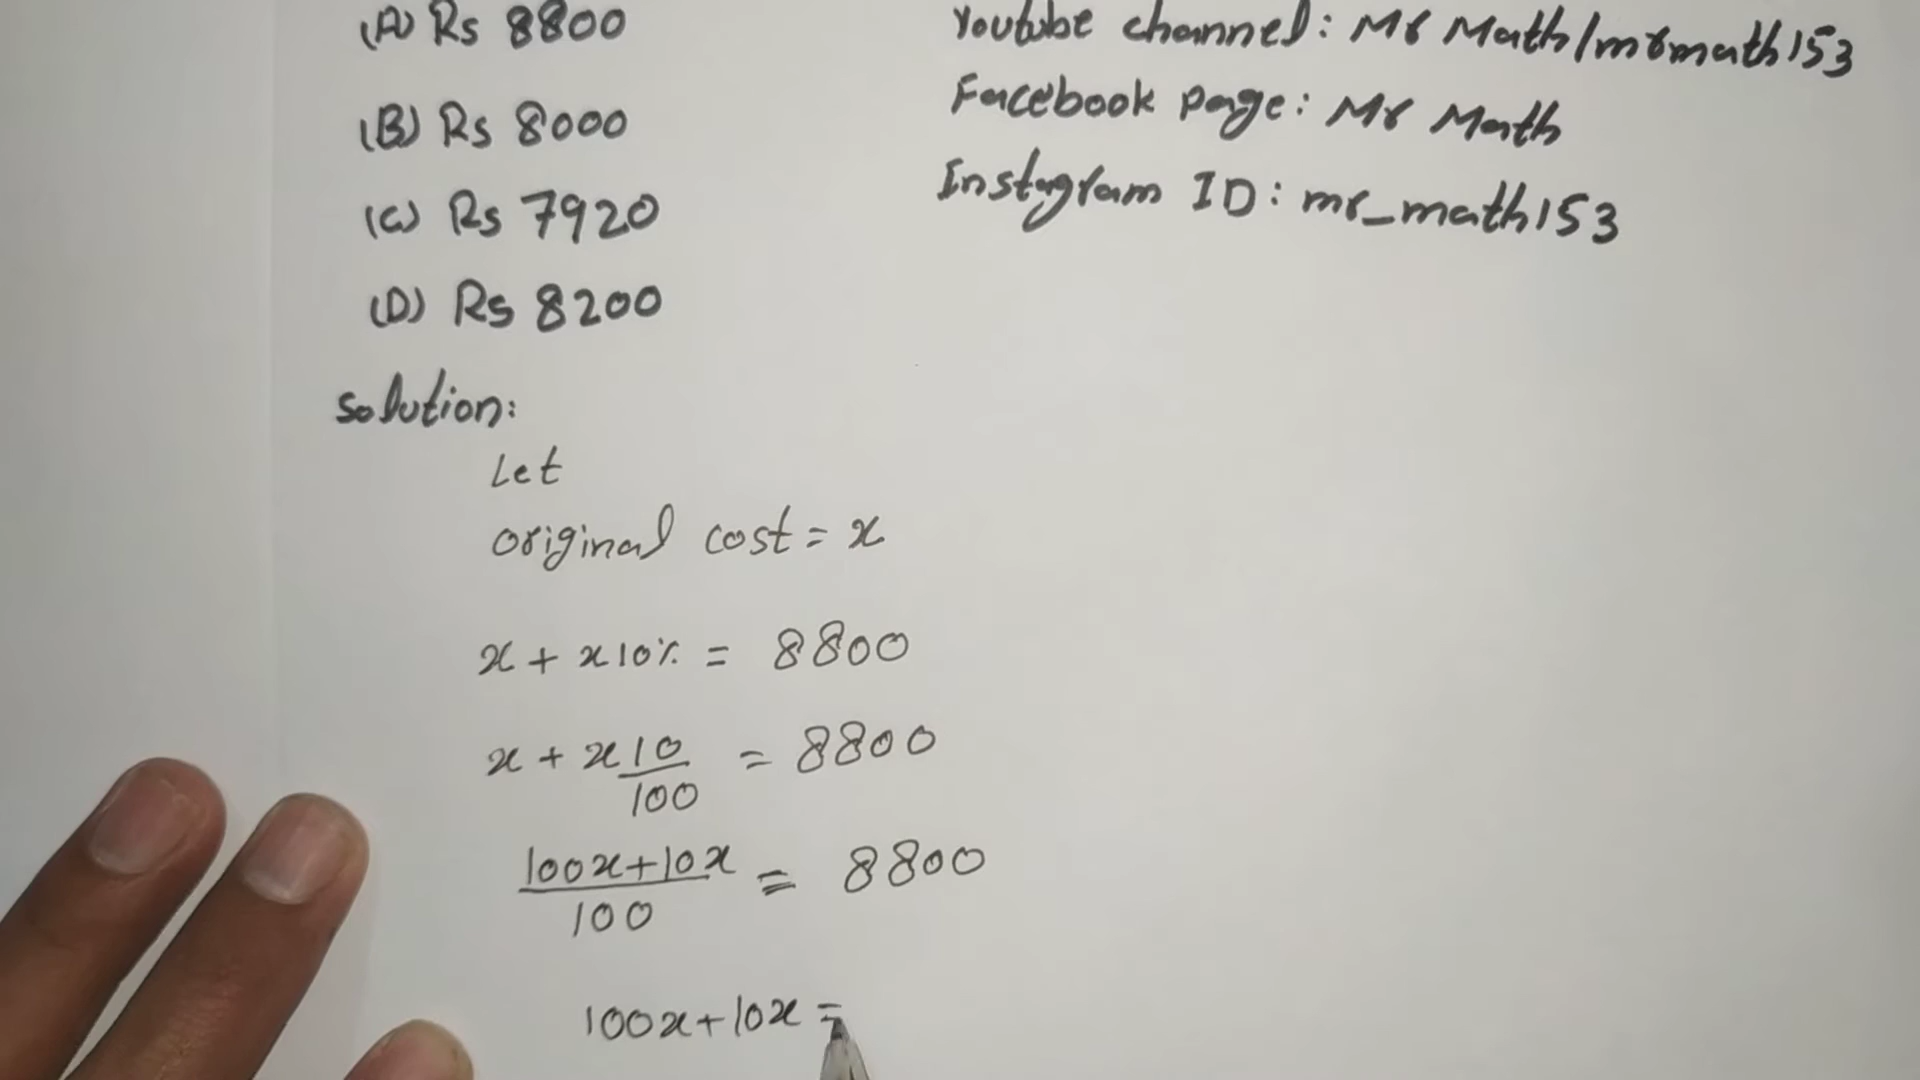 (A) Rs 8800
(B) Rs 8000
(C) Rs 7920
(D) Rs 8200
Youtube channel: Mr Math/mrmath153
Facebook page: Mr Math
Instagram ID: mr_math153
Solution:
Let
original cost = x
x + x10% = 8800
x + x 10/100 = 8800
100x+10x/100 = 8800
100x+10x =